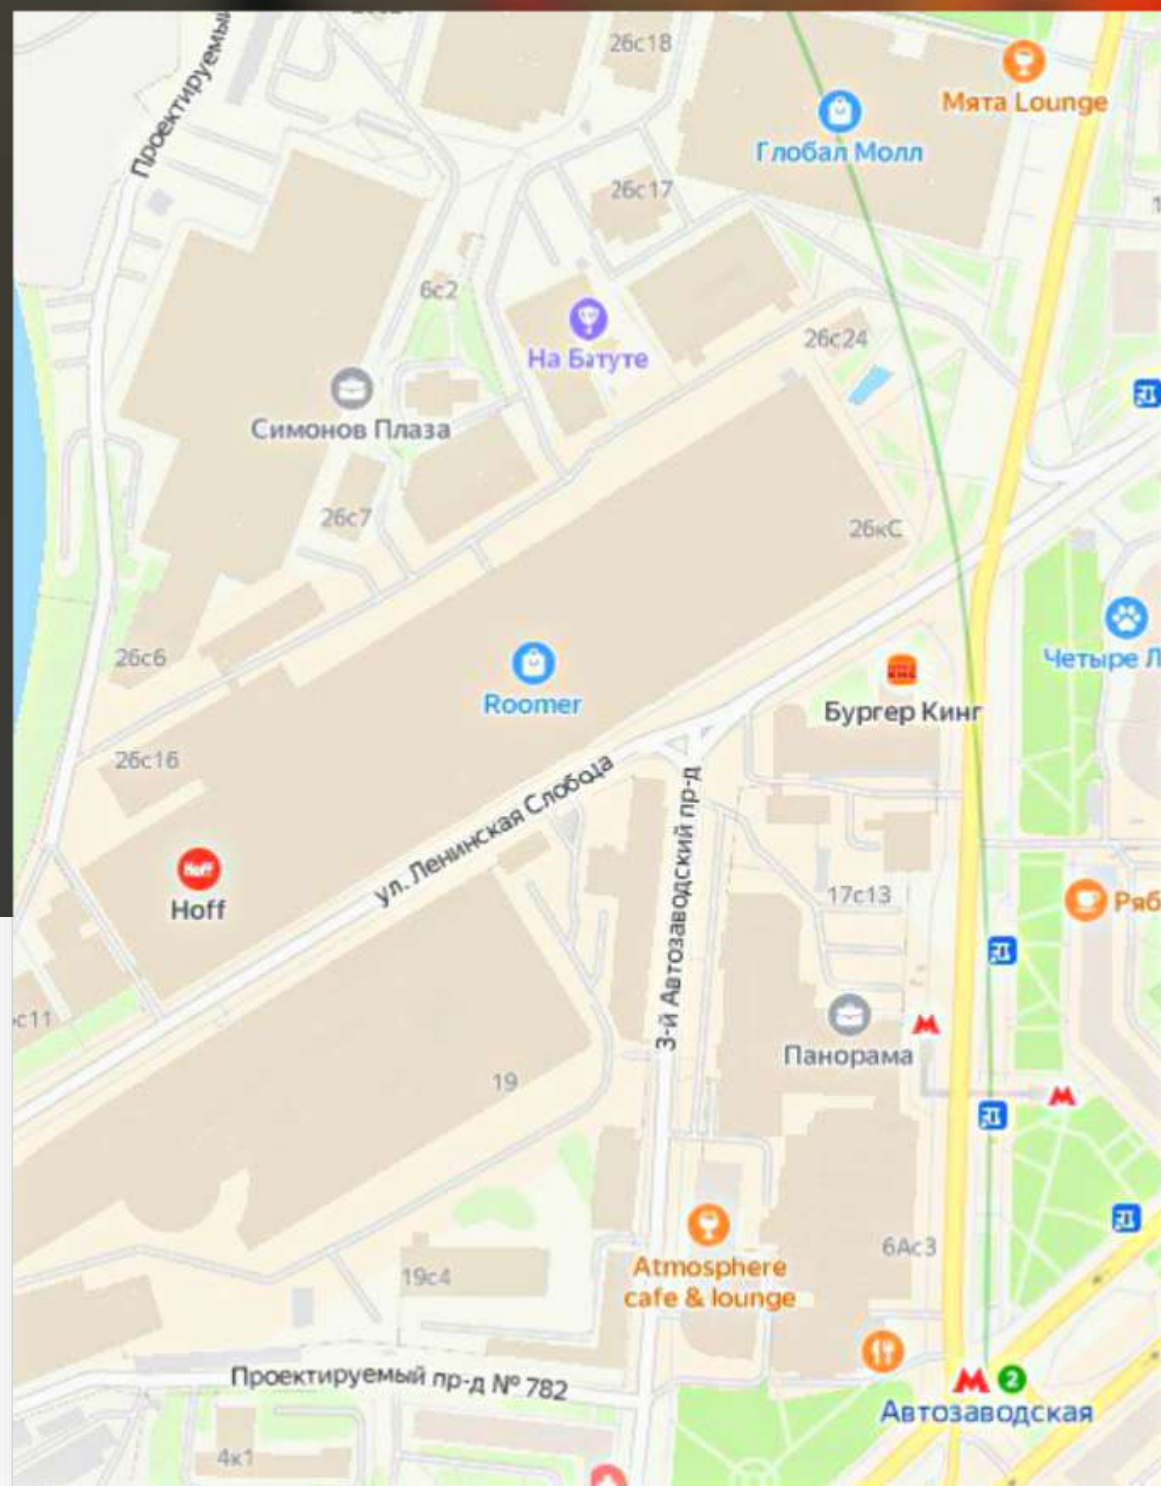 Проектируемый
26с18
Мята Lounge
Глобал Молл
26с17
6с2
На Батуте
26с24
Симонов Плаза
26с7
26кС
26с6
Четыре Л
Roomer
Бургер Кинг
26с16
ул. Ленинская Слобода
3-й Автозаводский пр-д
Hoff
Hoff
17с13
Ряб
с11
Панорама
19
6Ас3
19с4
Atmosphere
cafe & lounge
Проектируемый пр-д № 782
2
Автозаводская
4к1